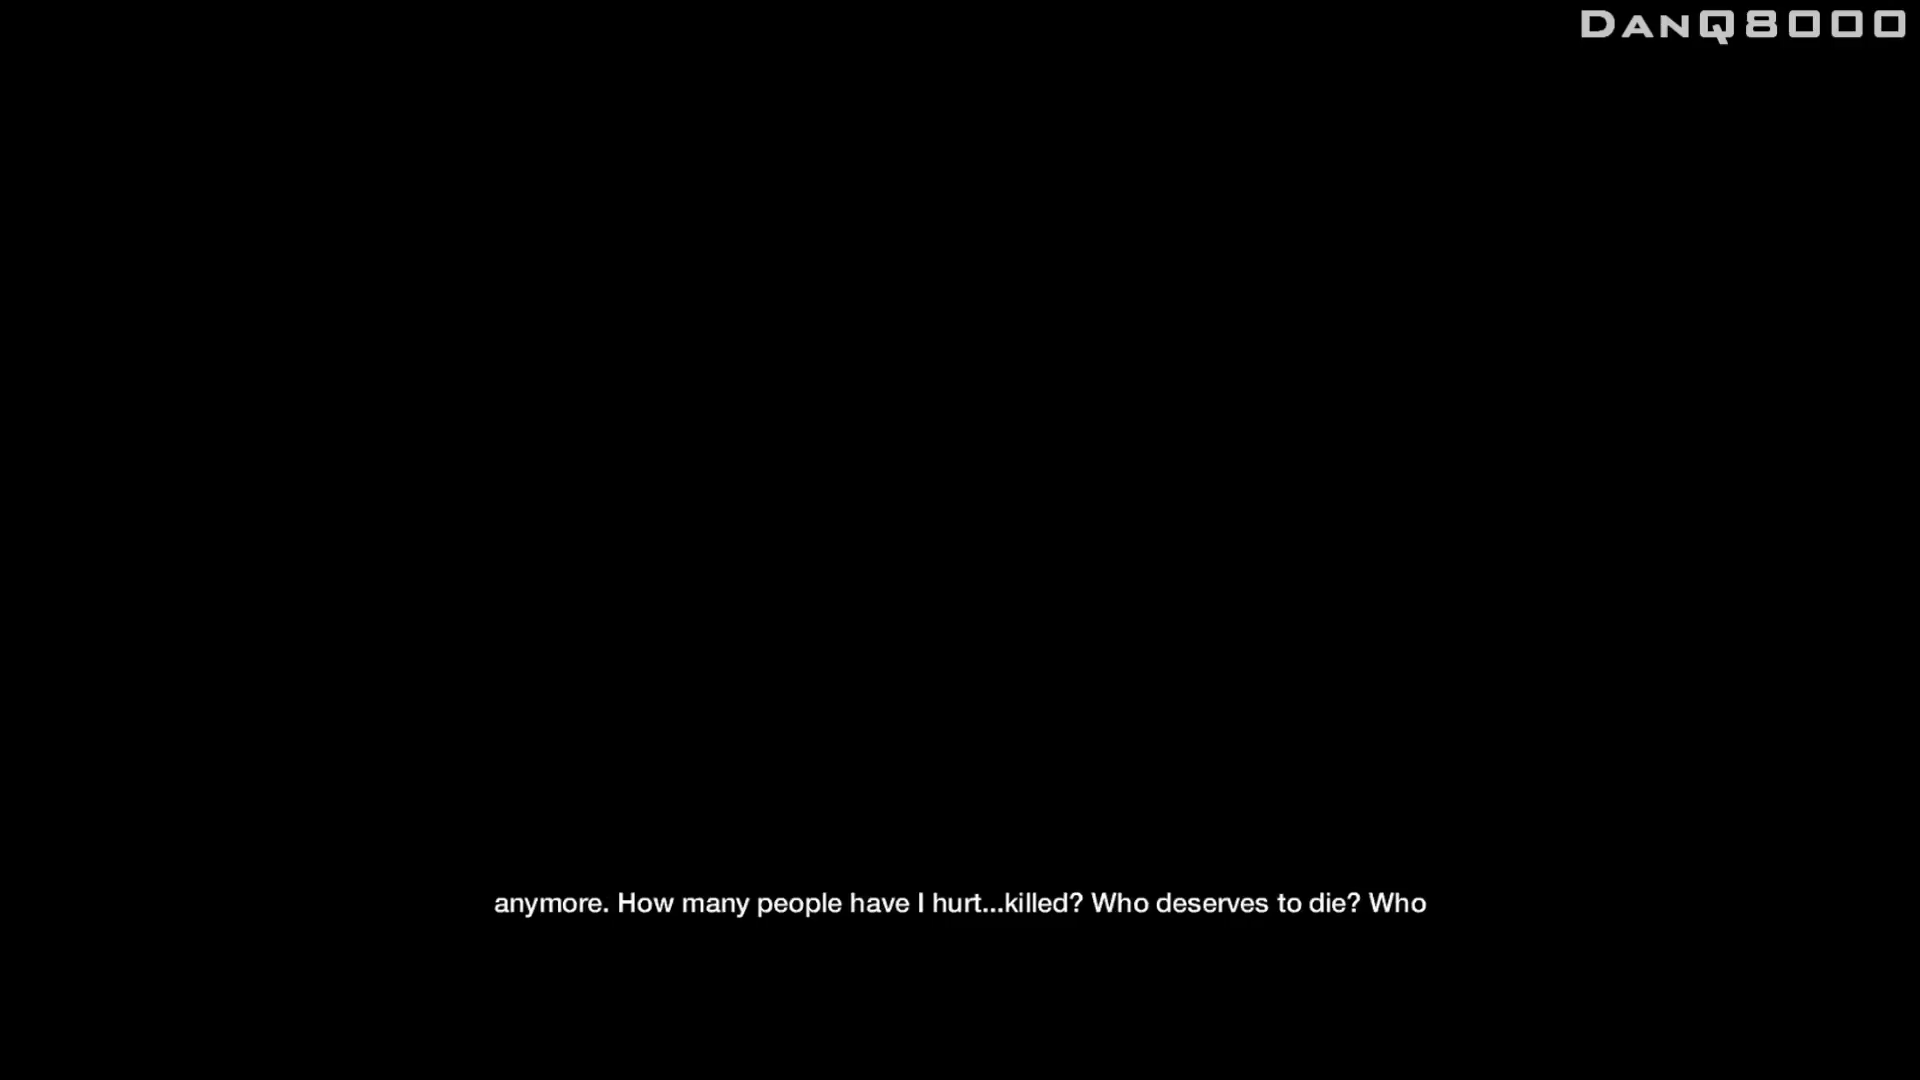 DanQ8000
anymore. How many people have I hurt...killed? Who deserves to die? Who